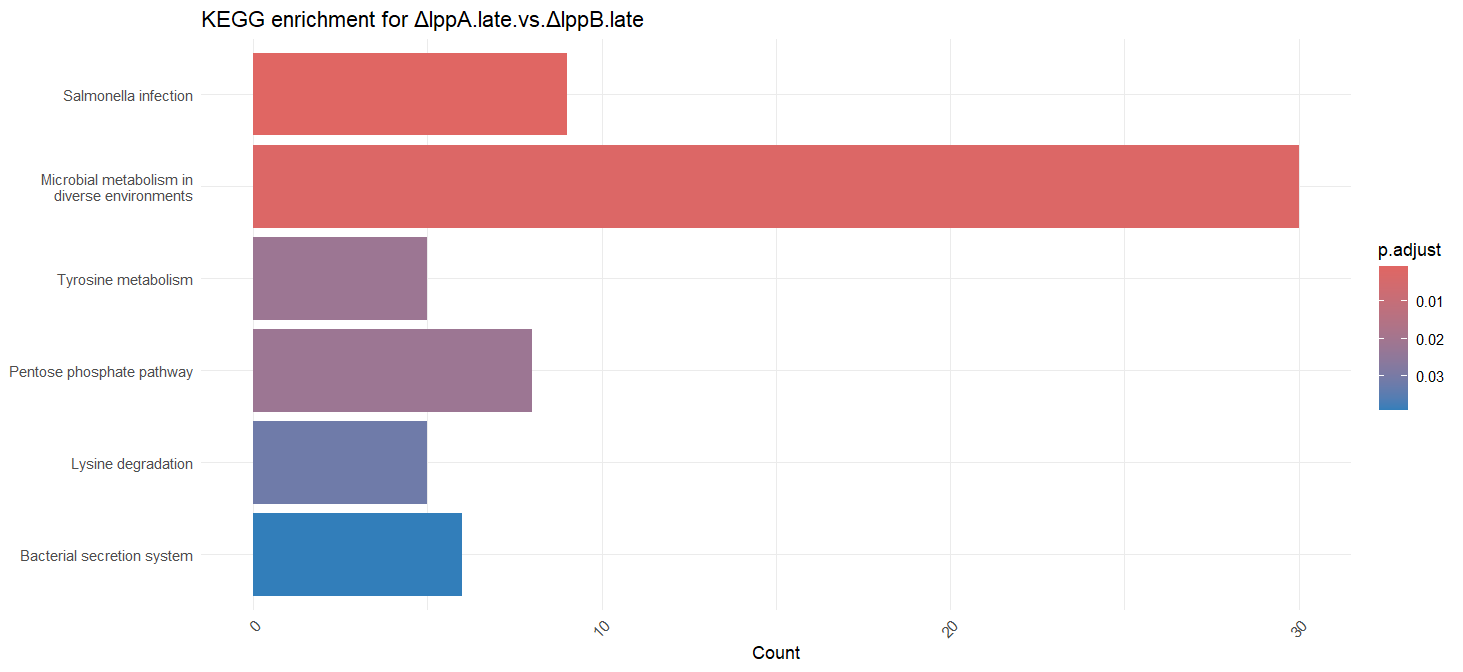 KEGG enrichment for ΔlppA.late.vs.ΔlppB.late
Salmonella infection
Microbial metabolism in
diverse environments
Tyrosine metabolism
Pentose phosphate pathway
Lysine degradation
Bacterial secretion system
0
10
20
30
Count
p.adjust
0.01
0.02
0.03